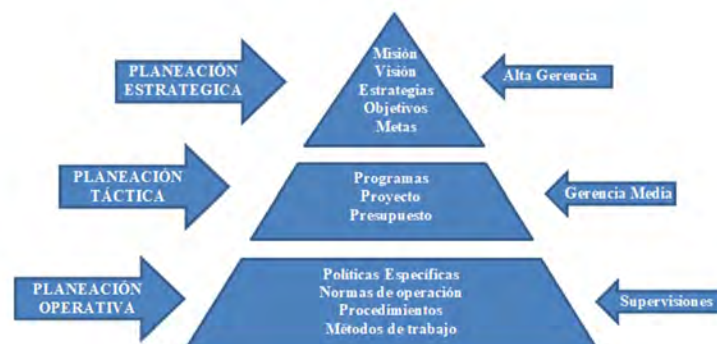 PLANEACIÓN
ESTRATEGICA
Misión
Visión
Estrategias
Objetivos
Metas
Alta Gerencia
PLANEACIÓN
TÁCTICA
Programas
Proyecto
Presupuesto
Gerencia Media
PLANEACIÓN
OPERATIVA
Políticas Específicas
Normas de operación
Procedimientos
Métodos de trabajo
Supervisiones